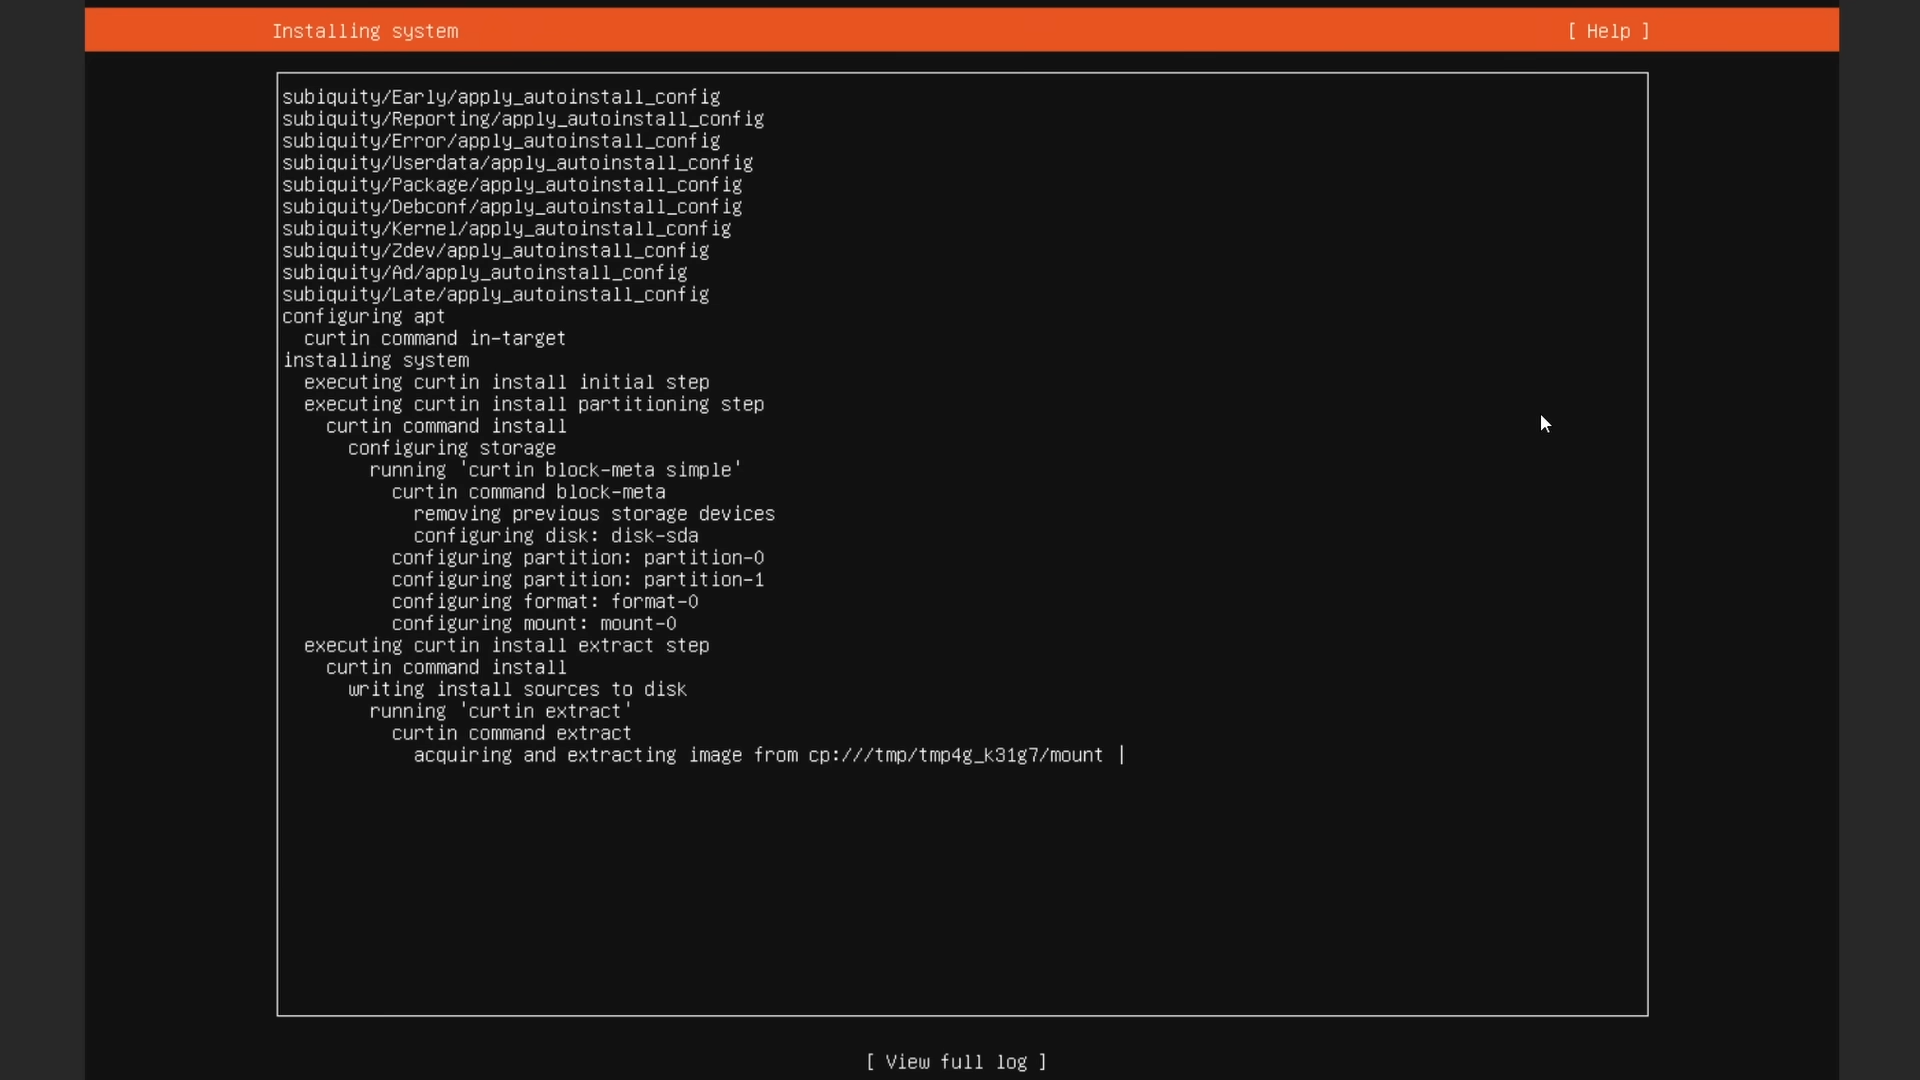 Installing system
[ Help ]
subiquity/Early/apply_autoinstall_config
subiquity/Reporting/apply_autoinstall_config
subiquity/Error/apply_autoinstall_config
subiquity/Userdata/apply_autoinstall_config
subiquity/Package/apply_autoinstall_config
subiquity/Debconf/apply_autoinstall_config
subiquity/Kernel/apply_autoinstall_config
subiquity/Zdev/apply_autoinstall_config
subiquity/Ad/apply_autoinstall_config
subiquity/Late/apply_autoinstall_config
configuring apt
  curtin command in-target
installing system
  executing curtin install initial step
  executing curtin install partitioning step
    curtin command install
      configuring storage
        running 'curtin block-meta simple'
          curtin command block-meta
            removing previous storage devices
            configuring disk: disk-sda
          configuring partition: partition-0
          configuring partition: partition-1
          configuring format: format-0
          configuring mount: mount-0
  executing curtin install extract step
    curtin command install
      writing install sources to disk
        running 'curtin extract'
          curtin command extract
            acquiring and extracting image from cp:///tmp/tmp4g_k31g7/mount |
[ View full log ]